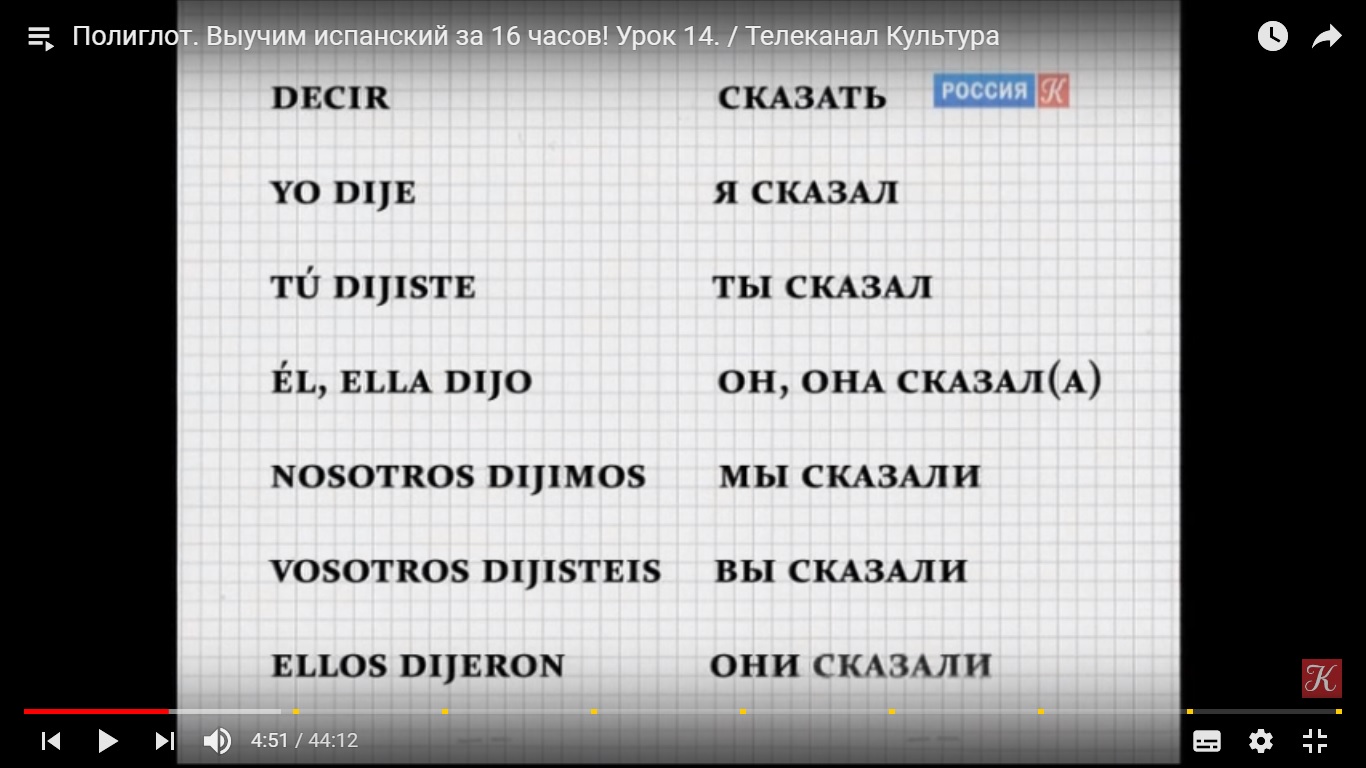 Полиглот. Выучим испанский за 16 часов! Урок 14. / Телеканал Культура
DECIR СКАЗАТЬ РОССИЯ К
YO DIJE Я СКАЗАЛ
TÚ DIJISTE ТЫ СКАЗАЛ
ÉL, ELLA DIJO ОН, ОНА СКАЗАЛ(А)
NOSOTROS DIJIMOS МЫ СКАЗАЛИ
VOSOTROS DIJISTEIS ВЫ СКАЗАЛИ
ELLOS DIJERON ОНИ СКАЗАЛИ
К
4:51 / 44:12